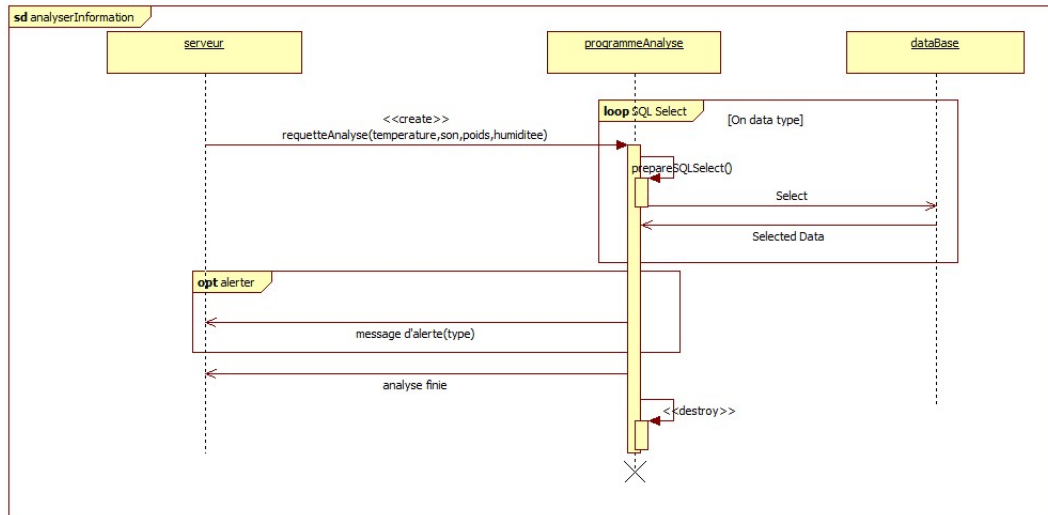 sd analyserInformation
serveur
programmeAnalyse
dataBase
loop SQL Select
[On data type]
<<create>>
requetteAnalyse(temperature,son,poids,humiditee)
prepareSQLSelect()
Select
Selected Data
opt alerter
message d'alerte(type)
analyse finie
<<destroy>>